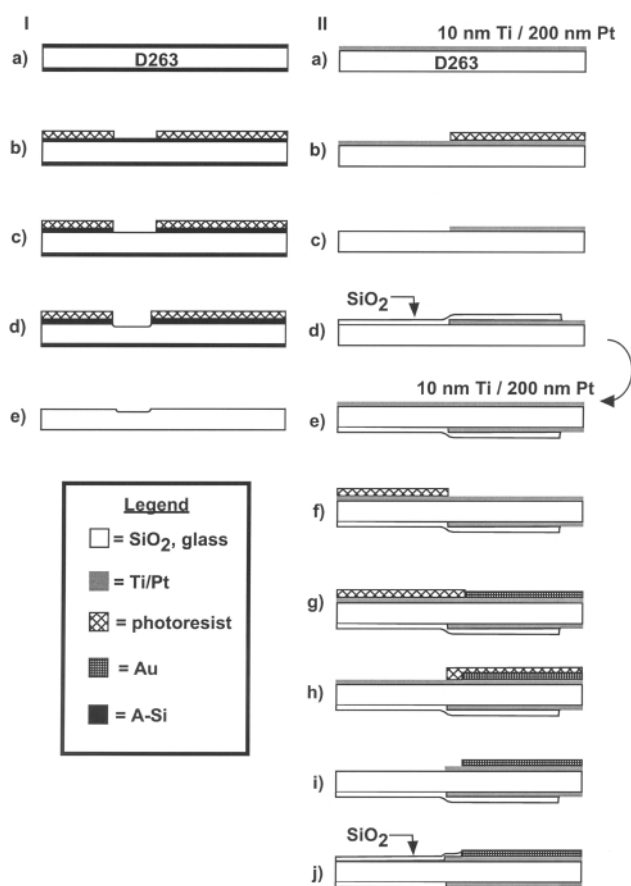 I
a)
D263
b)
c)
d)
e)
Legend
= SiO2, glass
= Ti/Pt
= photoresist
= Au
= A-Si
II
10 nm Ti / 200 nm Pt
a)
D263
b)
c)
SiO2
d)
10 nm Ti / 200 nm Pt
e)
f)
g)
h)
i)
SiO2
j)